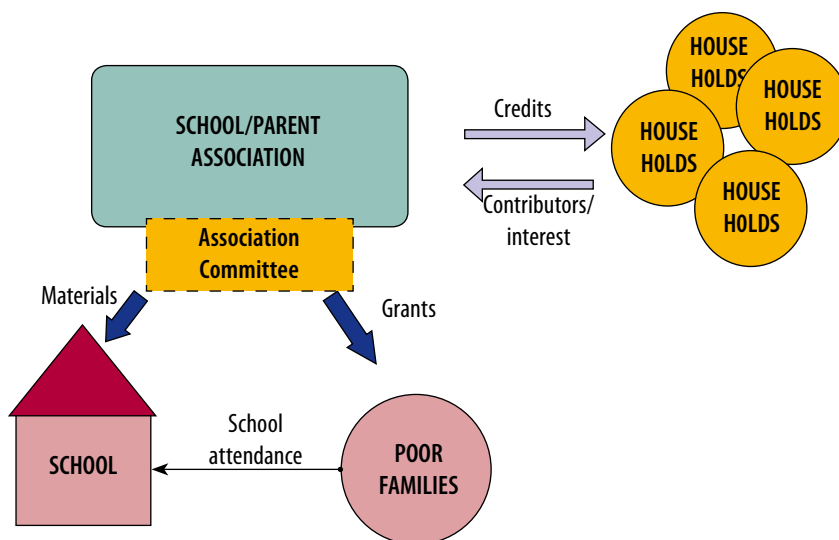 SCHOOL/PARENT
ASSOCIATION
Association
Committee
Credits
Contributors/
interest
HOUSE
HOLDS
HOUSE
HOLDS
HOUSE
HOLDS
HOUSE
HOLDS
Materials
Grants
SCHOOL
School
attendance
POOR
FAMILIES